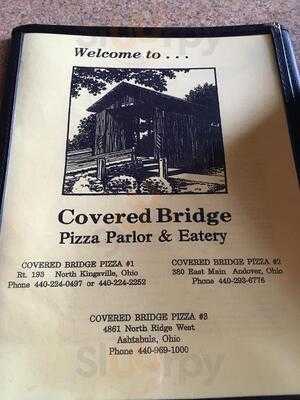 Welcome to . . .
Covered Bridge
Pizza Parlor & Eatery
COVERED BRIDGE PIZZA #1
Rt. 193 North Kingsville, Ohio
Phone 440-224-0497 or 440-224-2252
COVERED BRIDGE PIZZA #2
380 East Main Andover, Ohio
Phone 440-293-6776
COVERED BRIDGE PIZZA #3
4861 North Ridge West
Ashtabula, Ohio
Phone 440-969-1000